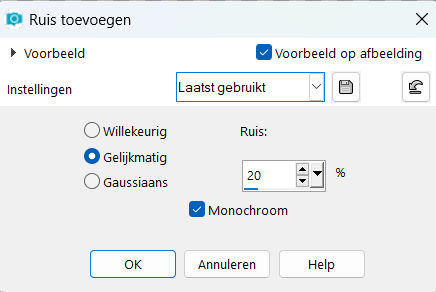 Ruis toevoegen
Voorbeeld
Voorbeeld op afbeelding
Instellingen
Laatst gebruikt
Willekeurig
Ruis:
Gelijkmatig
20 %
Gaussiaans
Monochroom
OK
Annuleren
Help